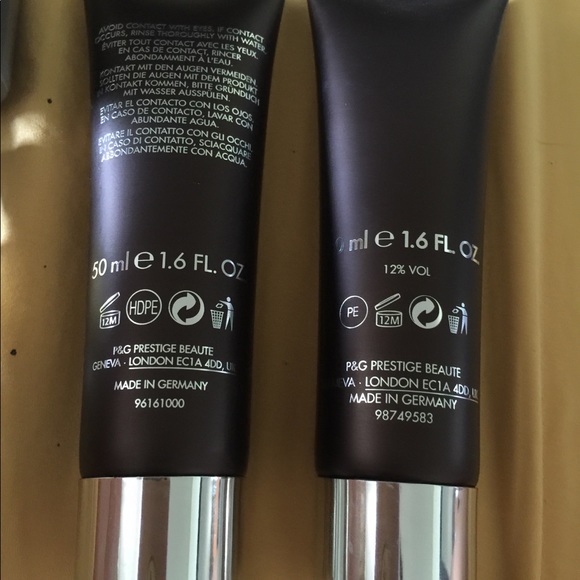 AVOID CONTACT WITH EYES. IF CONTACT
OCCURS, RINSE THOROUGHLY WITH WATER.
ÉVITER TOUT CONTACT AVEC LES YEUX.
EN CAS DE CONTACT, RINCER
ABONDAMMENT À L'EAU.
KONTAKT MIT DEN AUGEN VERMEIDEN.
SOLLTEN DIE AUGEN MIT DEM PRODUKT
IN KONTAKT KOMMEN, BITTE GRÜNDLICH
MIT WASSER AUSSPÜLEN.
EVITAR EL CONTACTO CON LOS OJOS.
EN CASO DE CONTACTO, LAVAR CON
ABUNDANTE AGUA.
EVITARE IL CONTATTO CON GLI OCCHI.
IN CASO DI CONTATTO, SCIACQUARE
ABBONDANTEMENTE CON ACQUA.
50 ml e 1.6 FL. OZ.
12M HDPE
P&G PRESTIGE BEAUTE
GENEVA · LONDON EC1A 4DD, UK
MADE IN GERMANY
96161000
ml e 1.6 FL. OZ.
12% VOL
PE 12M
P&G PRESTIGE BEAUTE
GENEVA · LONDON EC1A 4DD, UK
MADE IN GERMANY
98749583